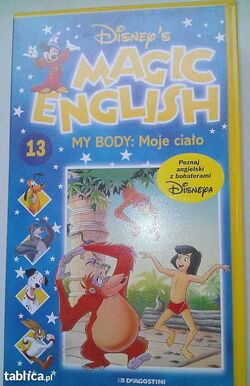 DISNEY'S
MAGIC
ENGLISH
13
MY BODY: Moje ciało
Poznaj
angielski
z bohaterami
DISNEYA
DEAGOSTINI
tablica.pl